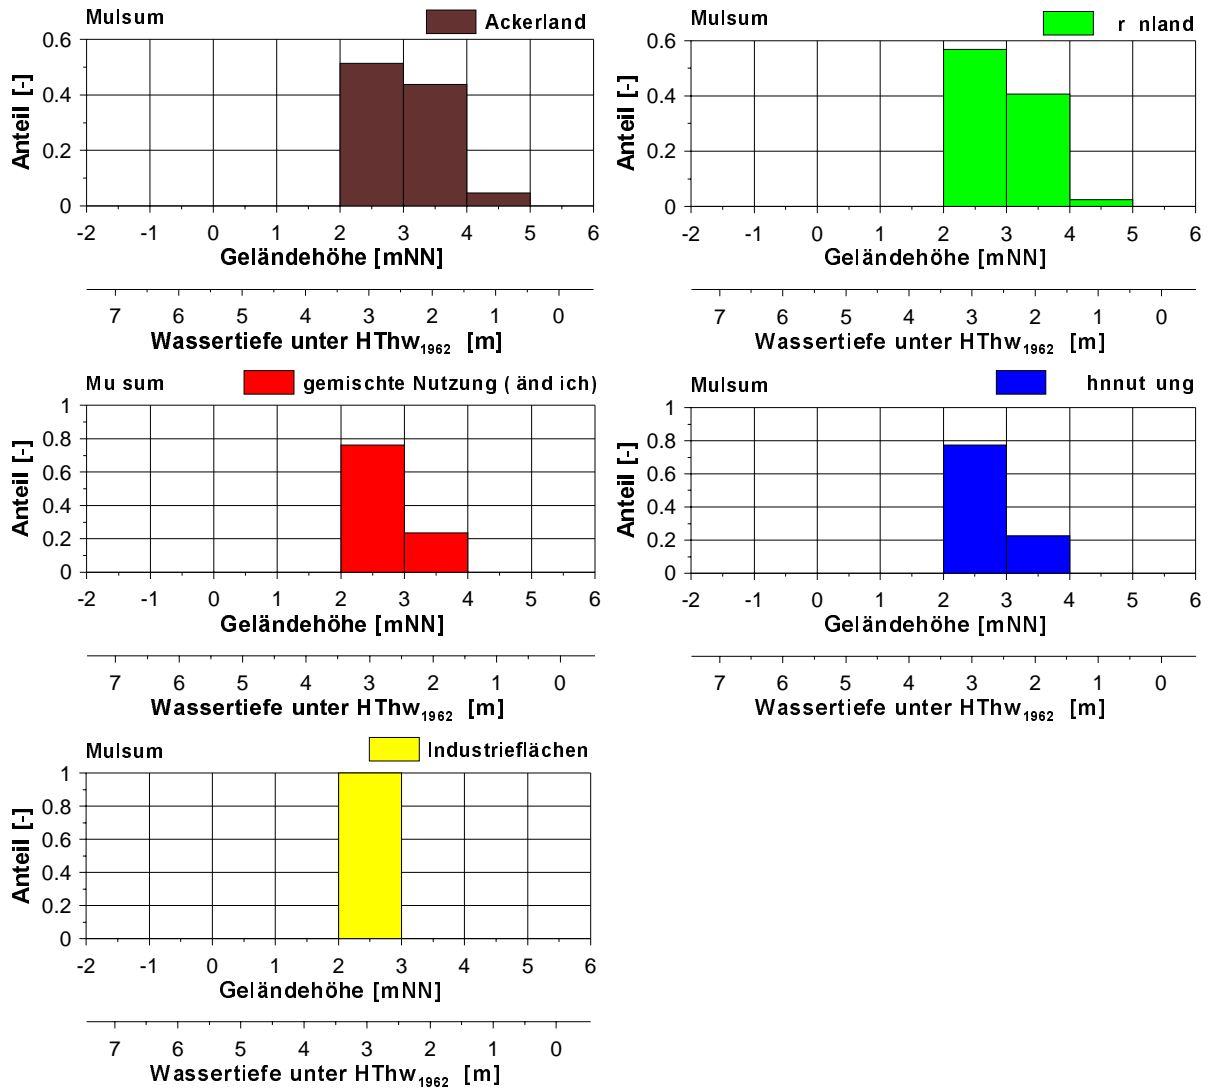 Mulsum Ackerland
0.6
0.4
0.2
0
Anteil [-]
-2 -1 0 1 2 3 4 5 6
Geländehöhe [mNN]
7 6 5 4 3 2 1 0
Wassertiefe unter HThw1962 [m]
Mulsum r nland
0.6
0.4
0.2
0
Anteil [-]
-2 -1 0 1 2 3 4 5 6
Geländehöhe [mNN]
7 6 5 4 3 2 1 0
Wassertiefe unter HThw1962 [m]
Mu sum gemischte Nutzung ( änd ich)
1
0.8
0.6
0.4
0.2
0
Anteil [-]
-2 -1 0 1 2 3 4 5 6
Geländehöhe [mNN]
7 6 5 4 3 2 1 0
Wassertiefe unter HThw1962 [m]
Mulsum hnnut ung
1
0.8
0.6
0.4
0.2
0
Anteil [-]
-2 -1 0 1 2 3 4 5 6
Geländehöhe [mNN]
7 6 5 4 3 2 1 0
Wassertiefe unter HThw1962 [m]
Mulsum Industrieflächen
1
0.8
0.6
0.4
0.2
0
Anteil [-]
-2 -1 0 1 2 3 4 5 6
Geländehöhe [mNN]
7 6 5 4 3 2 1 0
Wassertiefe unter HThw1962 [m]